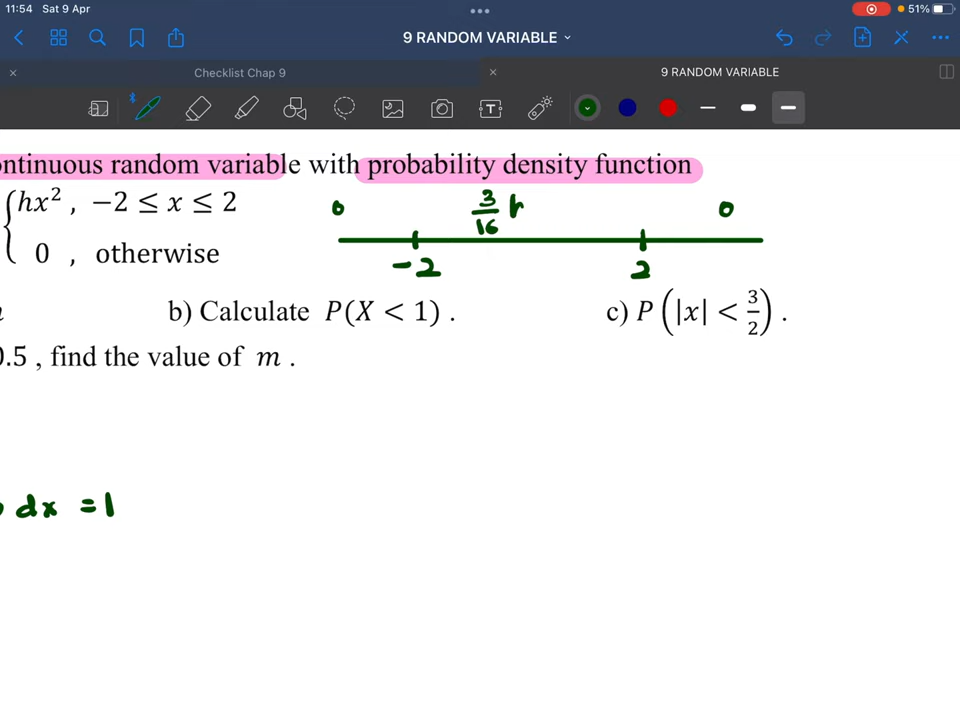 11:54 Sat 9 Apr
51%
9 RANDOM VARIABLE
Checklist Chap 9
9 RANDOM VARIABLE
ontinuous random variable with probability density function
hx², −2 ≤ x ≤ 2
0 , otherwise
0 3/16 0
−2 2
b) Calculate P(X < 1) . c) P(|x| < 3/2) .
0.5 , find the value of m .
dx = 1